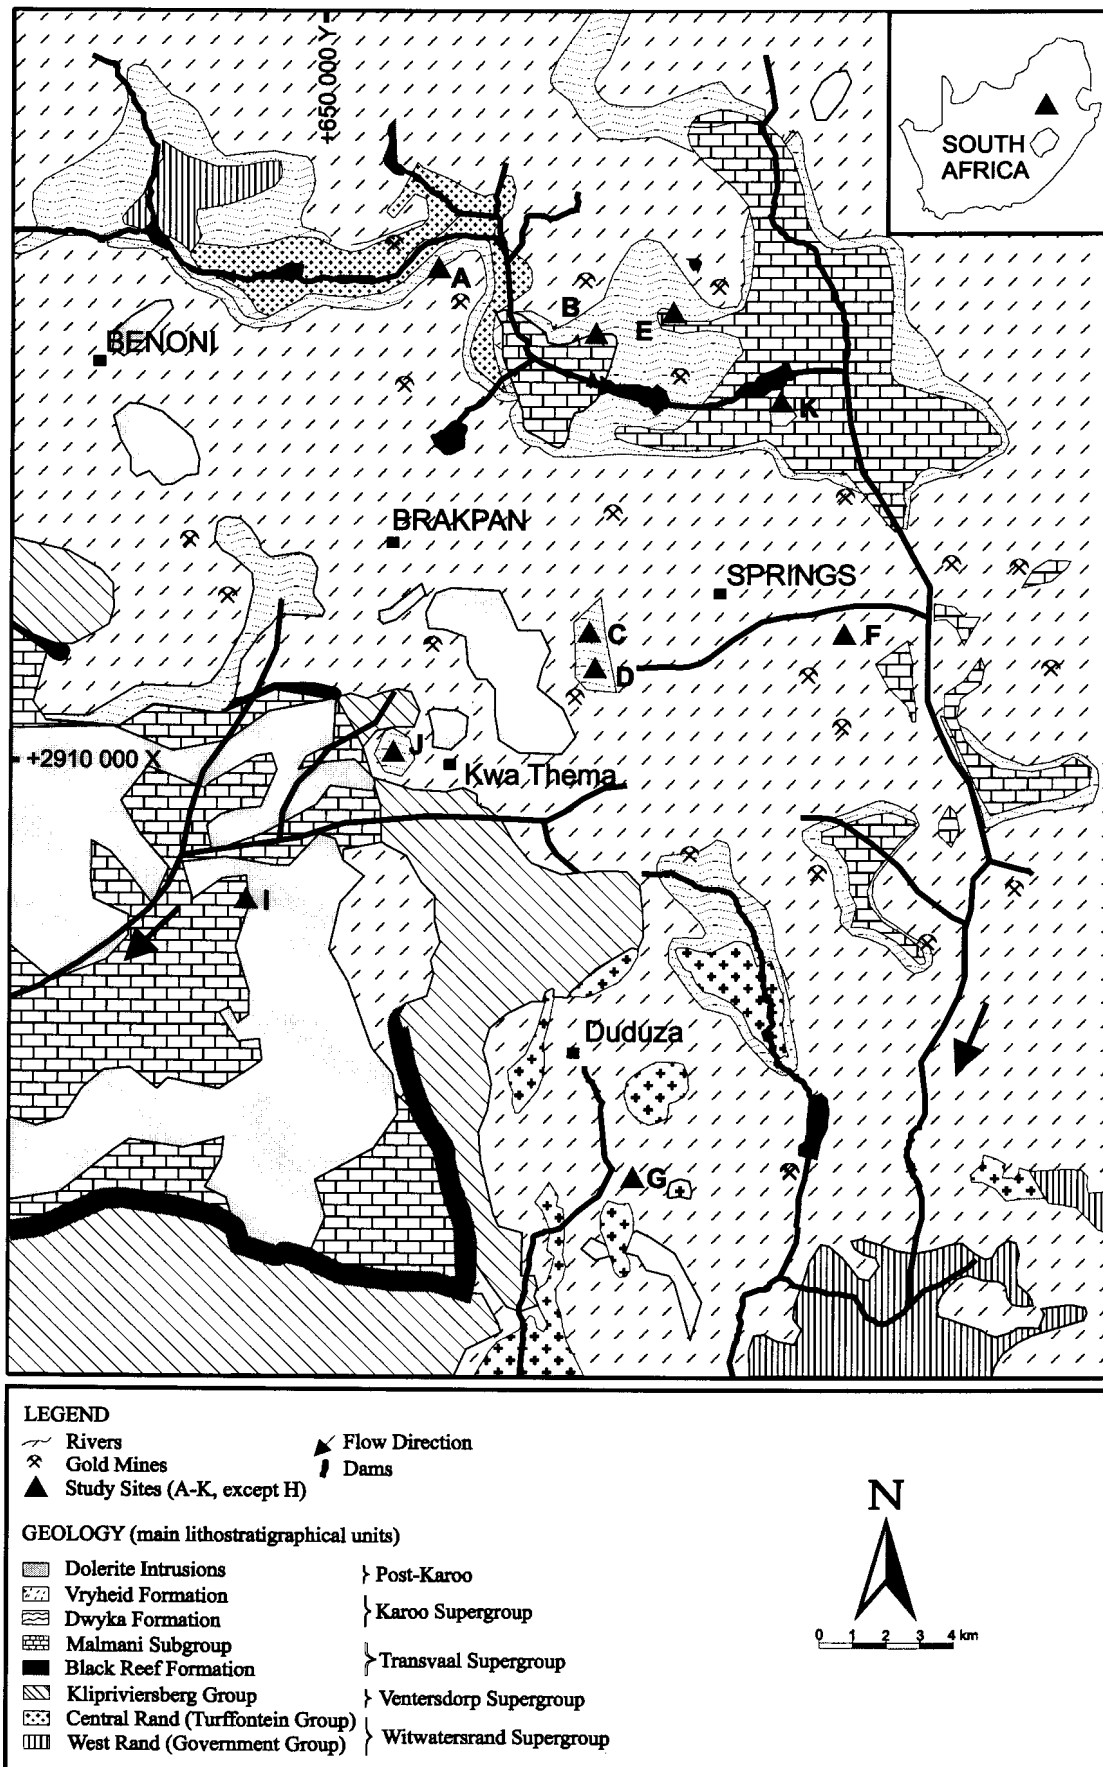 +650 000 Y
SOUTH
AFRICA
A
B
E
BENONI
K
BRAKPAN
SPRINGS
C
F
D
J
+2910 000 X
Kwa Thema
I
Duduza
G
LEGEND
Rivers
Flow Direction
Gold Mines
Dams
Study Sites (A-K, except H)
GEOLOGY (main lithostratigraphical units)
Dolerite Intrusions
Post-Karoo
Vryheid Formation
Dwyka Formation
Karoo Supergroup
Malmani Subgroup
Black Reef Formation
Transvaal Supergroup
Klipriviersberg Group
Ventersdorp Supergroup
Central Rand (Turffontein Group)
West Rand (Government Group)
Witwatersrand Supergroup
N
0 1 2 3 4 km